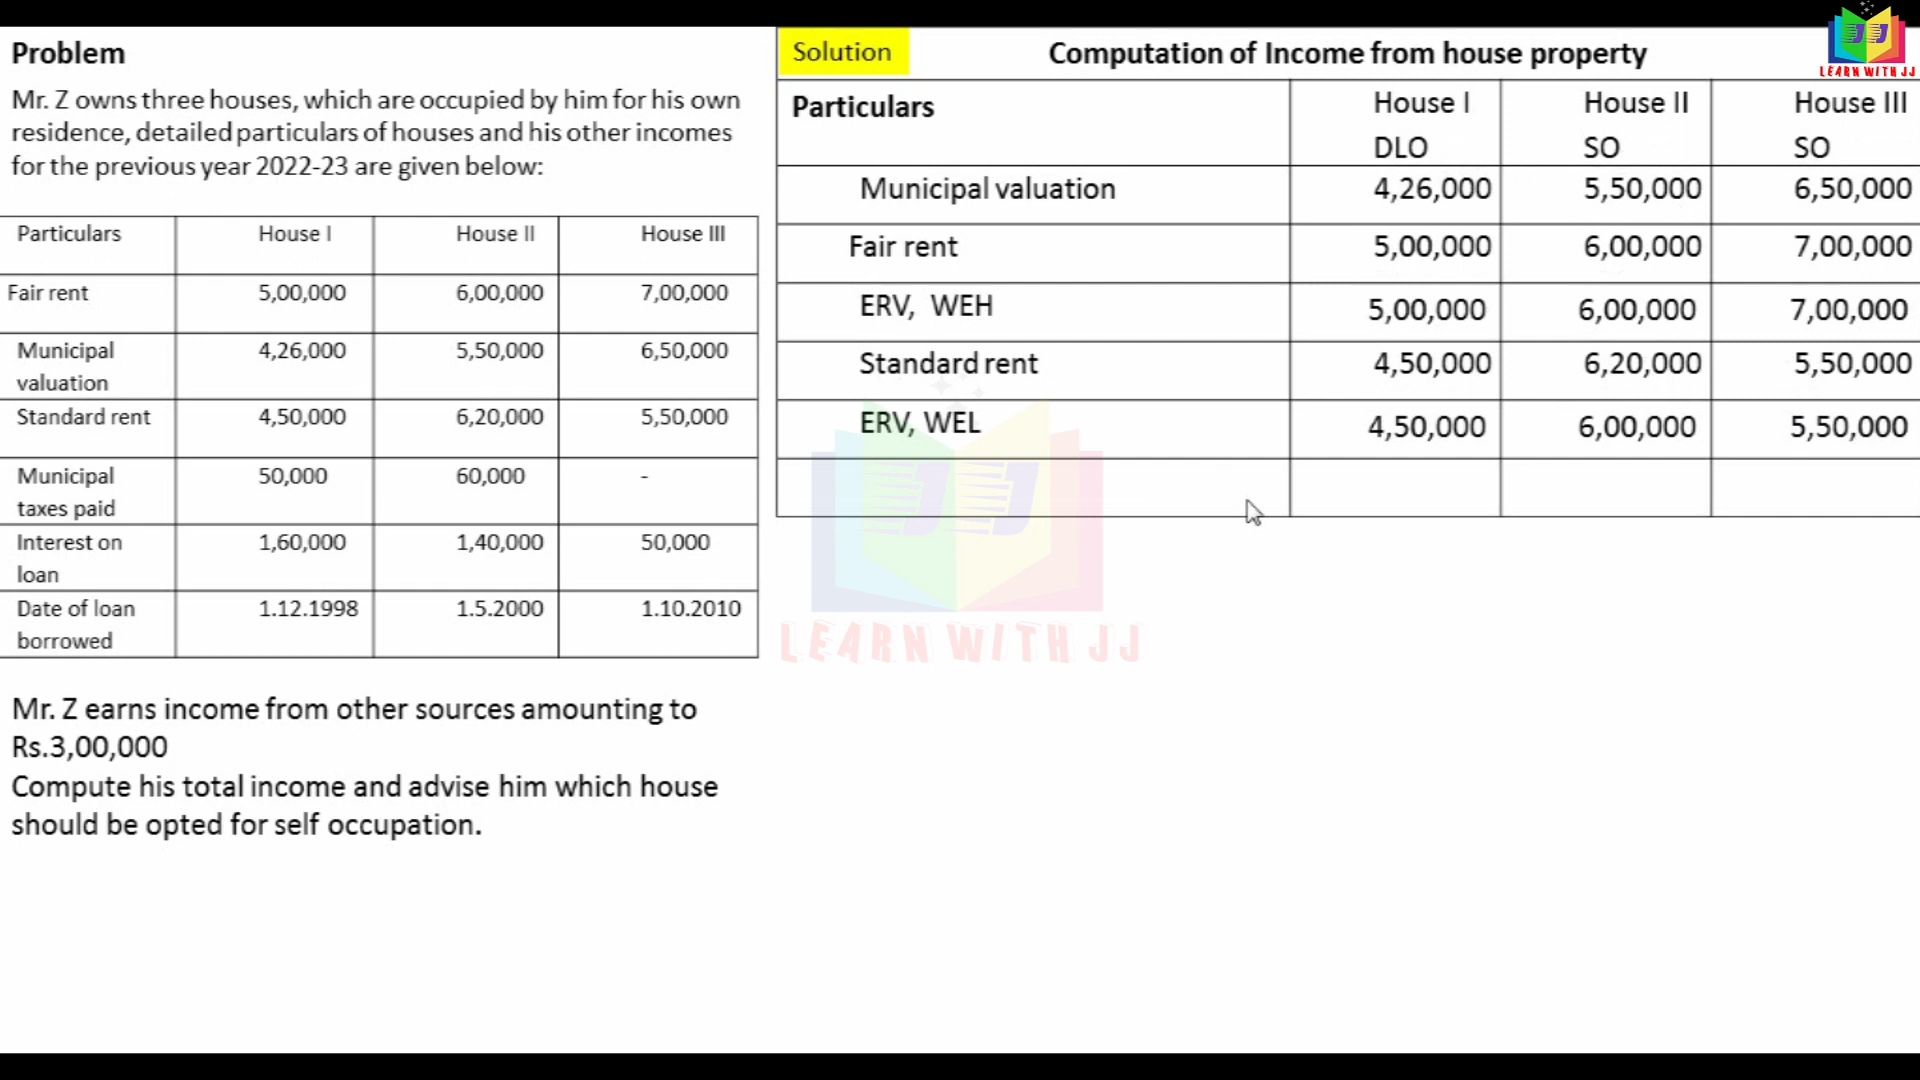 Problem
Mr. Z owns three houses, which are occupied by him for his own
residence, detailed particulars of houses and his other incomes
for the previous year 2022-23 are given below:
Particulars House I House II House III
Fair rent 5,00,000 6,00,000 7,00,000
Municipal 4,26,000 5,50,000 6,50,000
valuation
Standard rent 4,50,000 6,20,000 5,50,000
Municipal 50,000 60,000 -
taxes paid
Interest on 1,60,000 1,40,000 50,000
loan
Date of loan 1.12.1998 1.5.2000 1.10.2010
borrowed
Mr. Z earns income from other sources amounting to
Rs.3,00,000
Compute his total income and advise him which house
should be opted for self occupation.
Solution Computation of Income from house property
Particulars House I House II House III
DLO SO SO
Municipal valuation 4,26,000 5,50,000 6,50,000
Fair rent 5,00,000 6,00,000 7,00,000
ERV, WEH 5,00,000 6,00,000 7,00,000
Standard rent 4,50,000 6,20,000 5,50,000
ERV, WEL 4,50,000 6,00,000 5,50,000
JJ
LEARN WITH JJ
JJ
LEARN WITH JJ